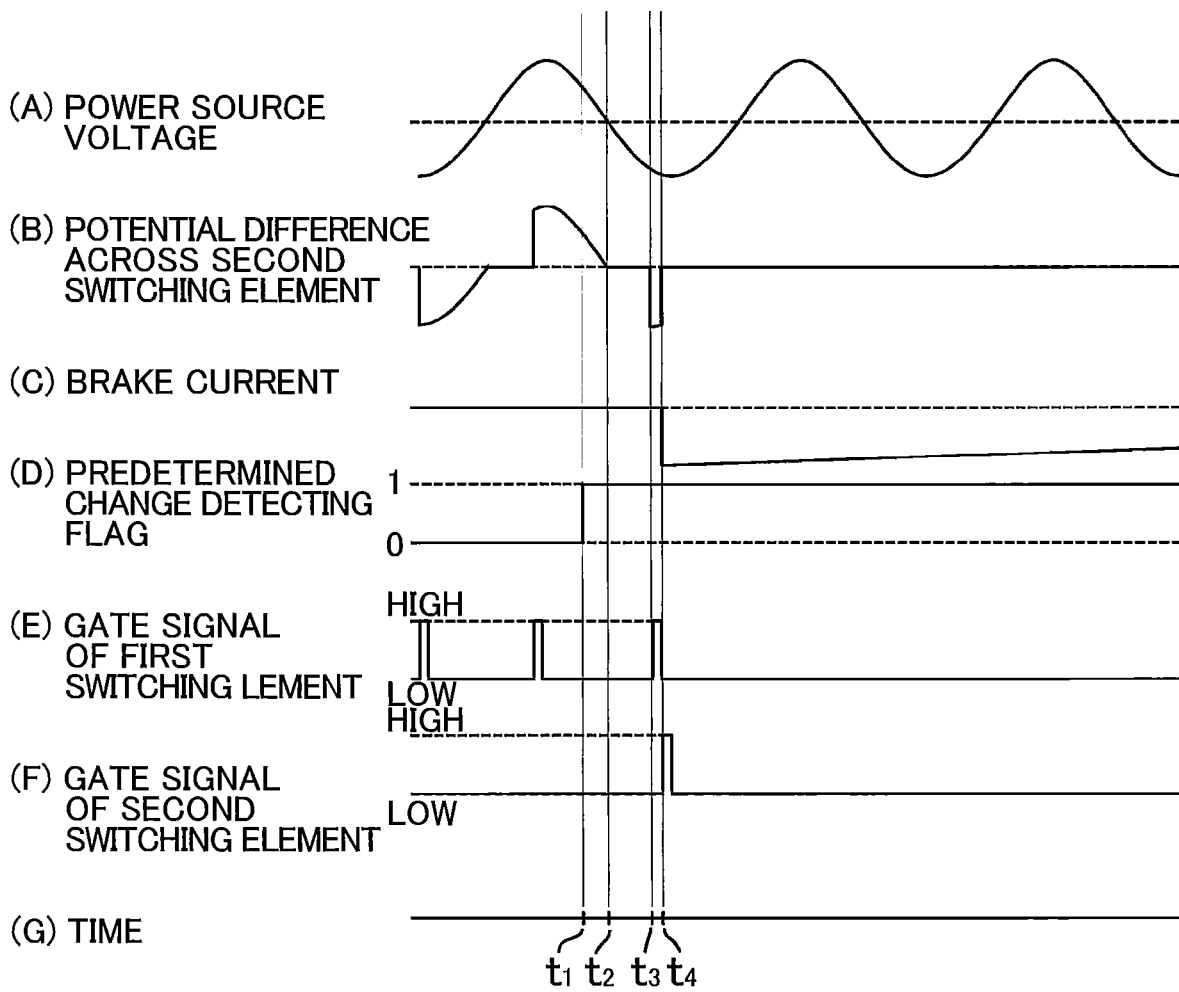 (A) POWER SOURCE
VOLTAGE
(B) POTENTIAL DIFFERENCE
ACROSS SECOND
SWITCHING ELEMENT
(C) BRAKE CURRENT
(D) PREDETERMINED
CHANGE DETECTING
FLAG
1
0
(E) GATE SIGNAL
OF FIRST
SWITCHING LEMENT
HIGH
LOW
HIGH
(F) GATE SIGNAL
OF SECOND
SWITCHING ELEMENT
LOW
(G) TIME
t1 t2 t3 t4